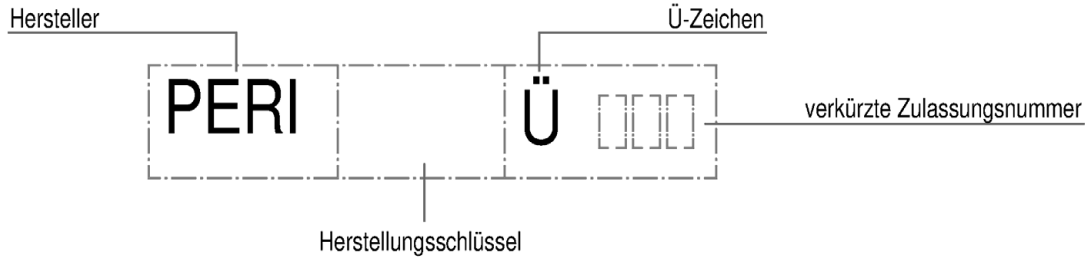 Hersteller
Ü-Zeichen
PERI
Ü
verkürzte Zulassungsnummer
Herstellungsschlüssel